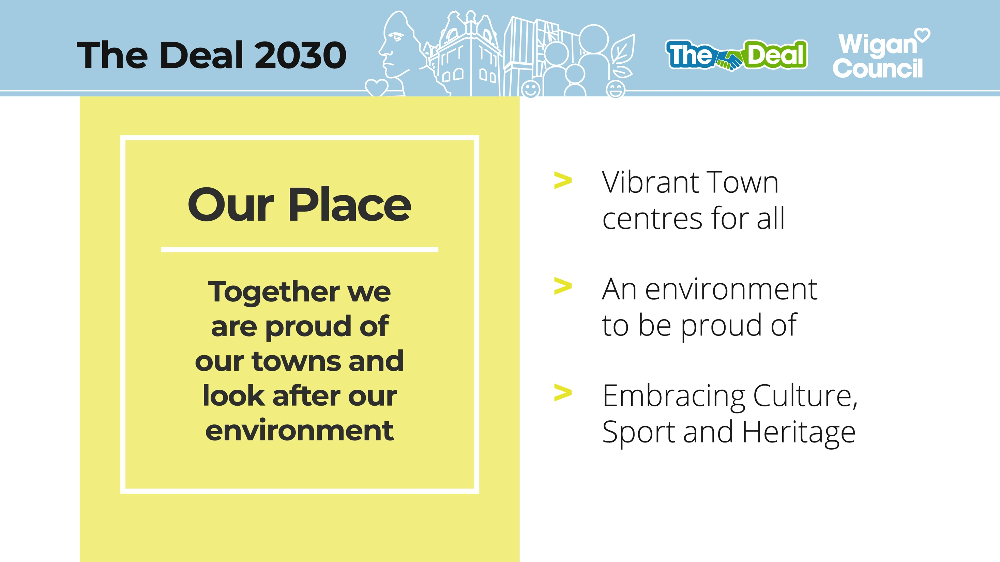 The Deal 2030
The Deal
Wigan
Council
Our Place
Together we
are proud of
our towns and
look after our
environment
> Vibrant Town
centres for all
> An environment
to be proud of
> Embracing Culture,
Sport and Heritage